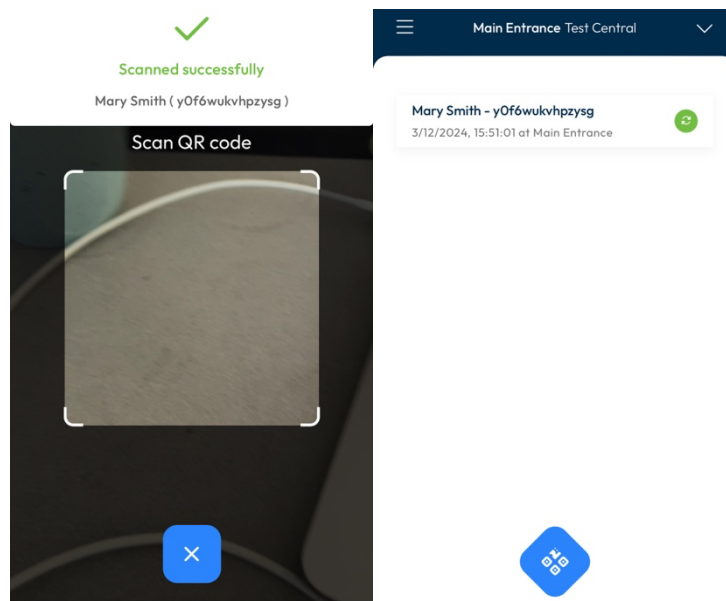 Scanned successfully
Mary Smith ( y0f6wukvhpzysg )
Scan QR code
Main Entrance Test Central
Mary Smith - y0f6wukvhpzysg
3/12/2024, 15:51:01 at Main Entrance